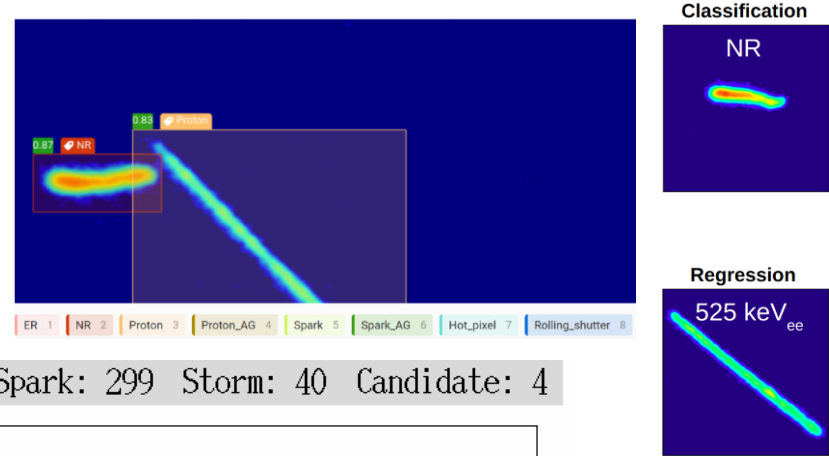 Classification
NR
0.83 Proton
0.87 NR
ER 1 NR 2 Proton 3 Proton_AG 4 Spark 5 Spark_AG 6 Hot_pixel 7 Rolling_shutter 8
Regression
525 keVee
Spark: 299 Storm: 40 Candidate: 4